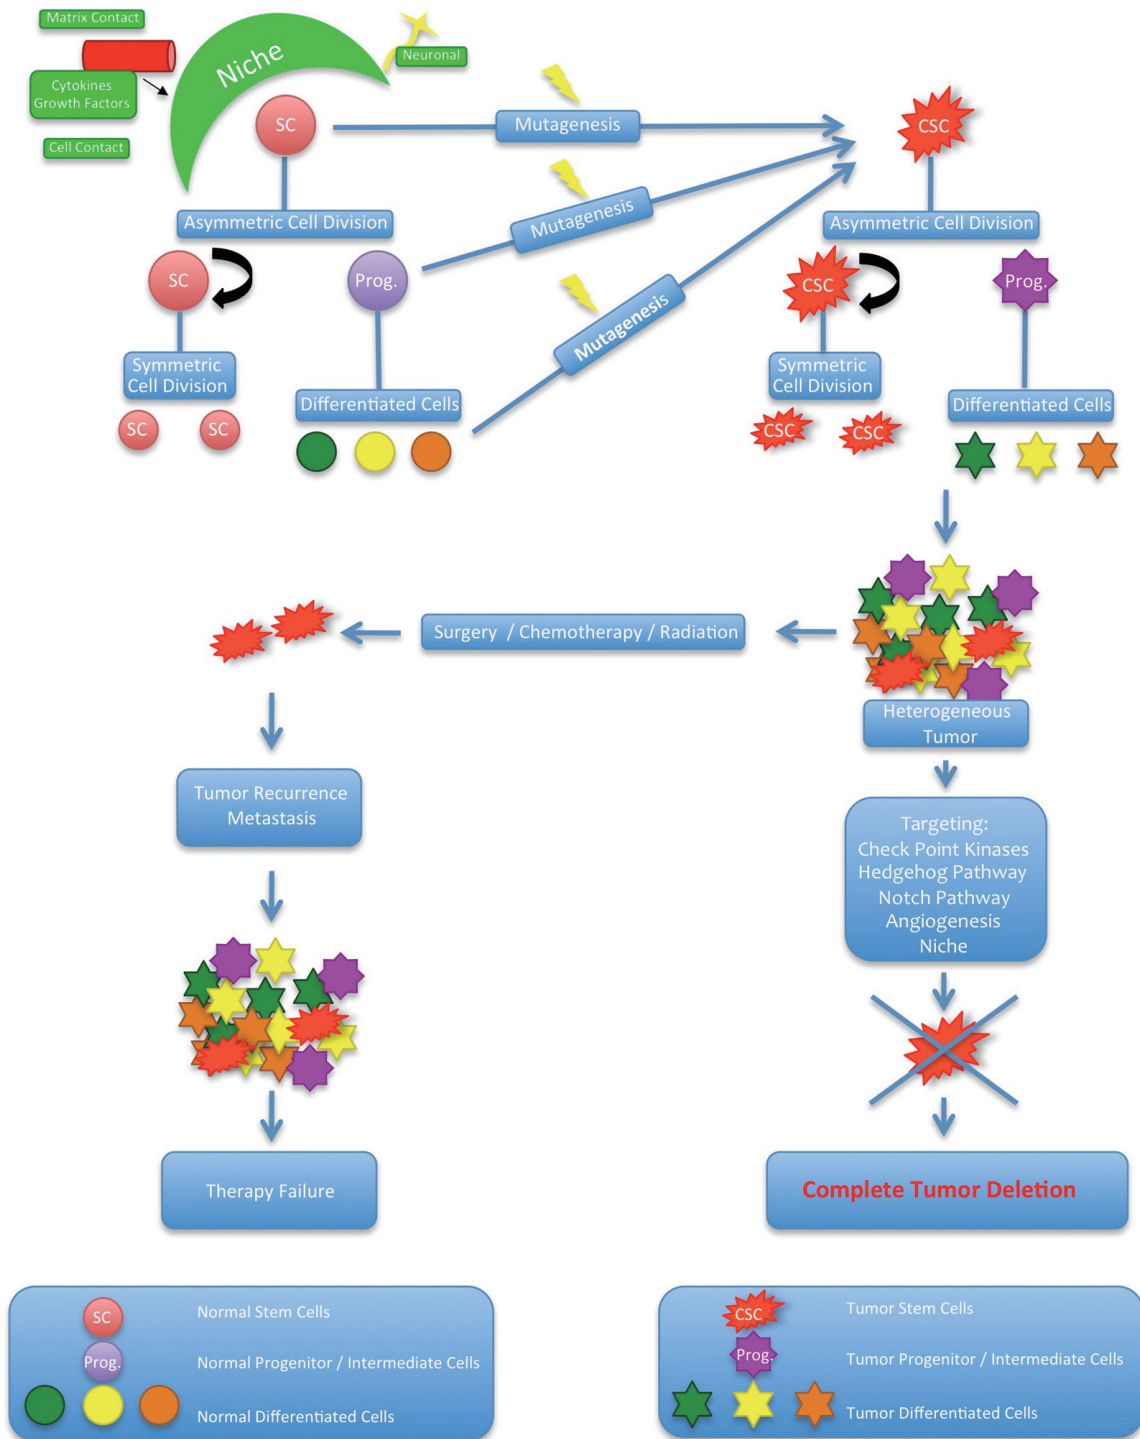 Matrix Contact
Niche
Neuronal
Cytokines
Growth Factors
Cell Contact
SC
Mutagenesis
CSC
Asymmetric Cell Division
Mutagenesis
Asymmetric Cell Division
SC
Prog.
Mutagenesis
CSC
Prog.
Symmetric
Cell Division
Differentiated Cells
SC
SC
Symmetric
Cell Division
Differentiated Cells
CSC
CSC
Surgery / Chemotherapy / Radiation
Heterogeneous
Tumor
Tumor Recurrence
Metastasis
Targeting:
Check Point Kinases
Hedgehog Pathway
Notch Pathway
Angiogenesis
Niche
Therapy Failure
Complete Tumor Deletion
SC
Normal Stem Cells
Prog.
Normal Progenitor / Intermediate Cells
Normal Differentiated Cells
CSC
Tumor Stem Cells
Prog.
Tumor Progenitor / Intermediate Cells
Tumor Differentiated Cells